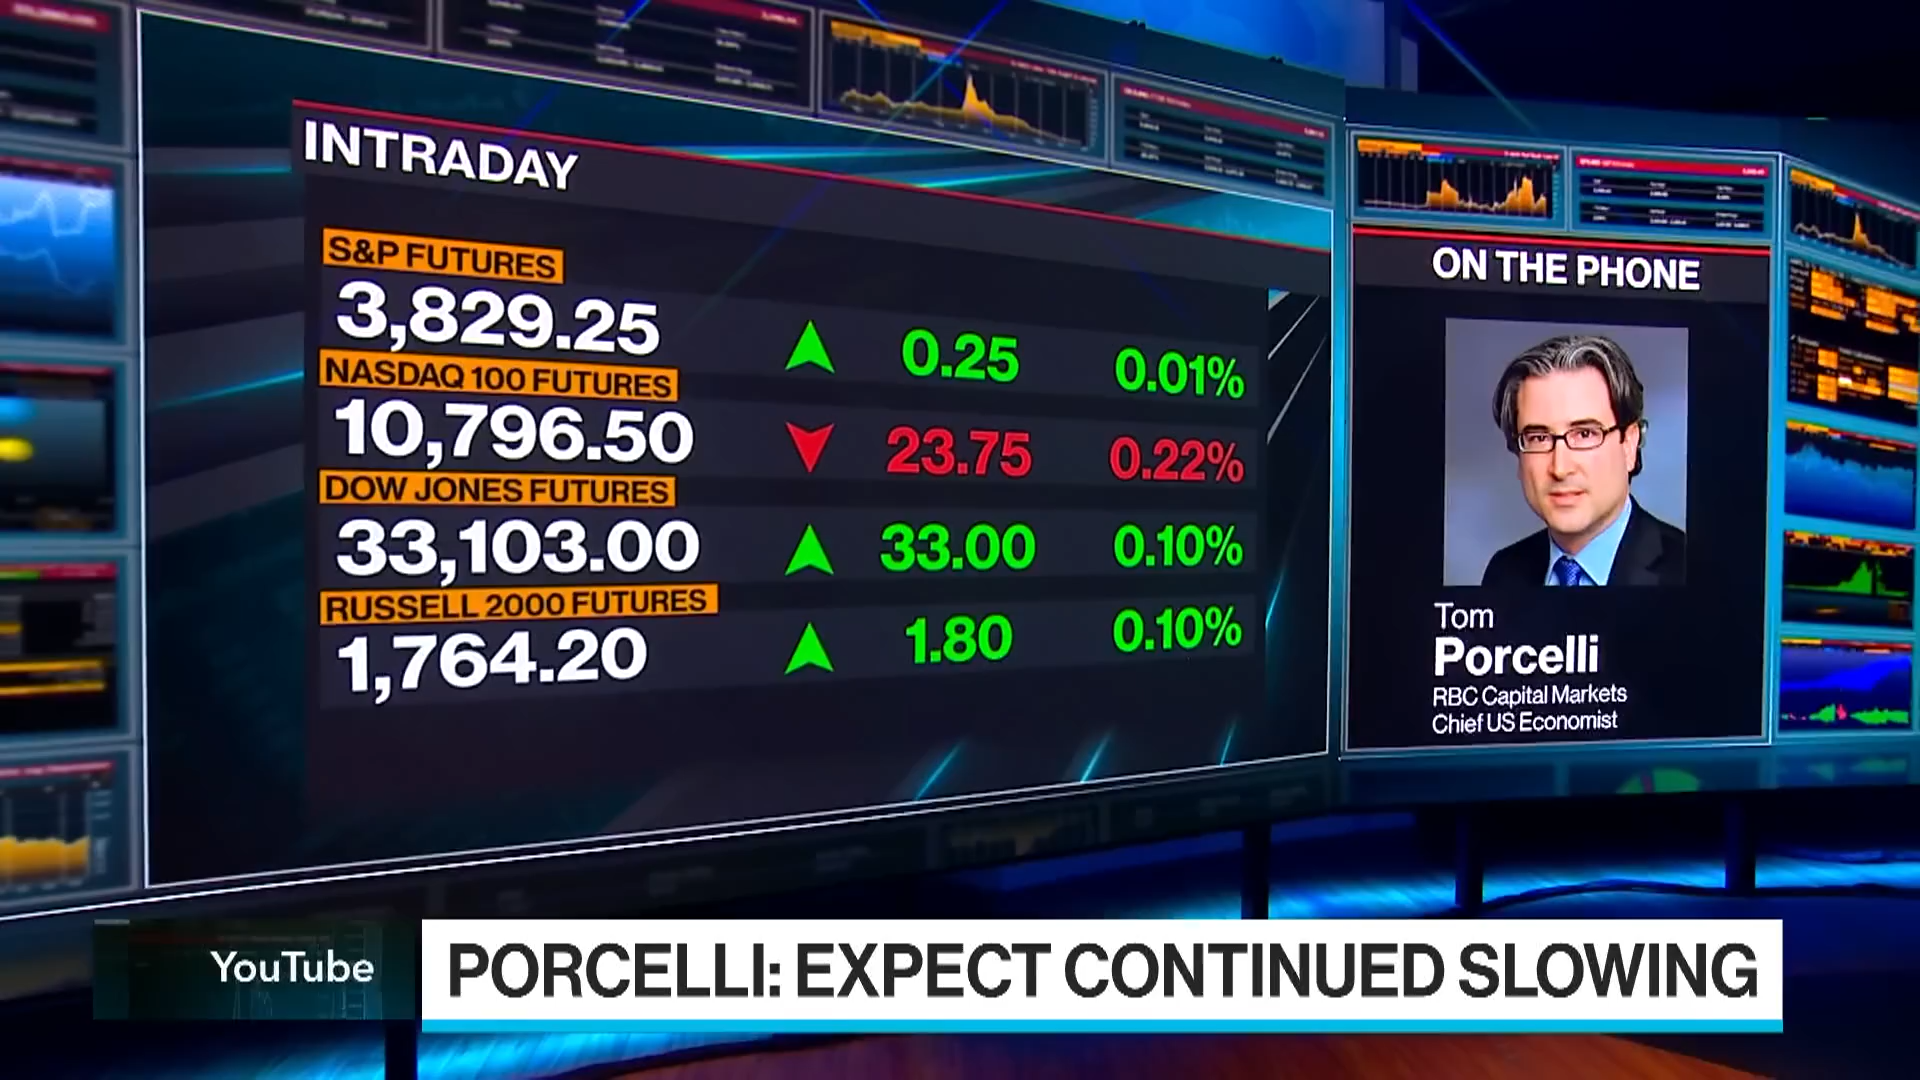 INTRADAY
S&P FUTURES
3,829.25 0.25 0.01%
NASDAQ 100 FUTURES
10,796.50 23.75 0.22%
DOW JONES FUTURES
33,103.00 33.00 0.10%
RUSSELL 2000 FUTURES
1,764.20 1.80 0.10%
ON THE PHONE
Tom
Porcelli
RBC Capital Markets
Chief US Economist
YouTube
PORCELLI: EXPECT CONTINUED SLOWING